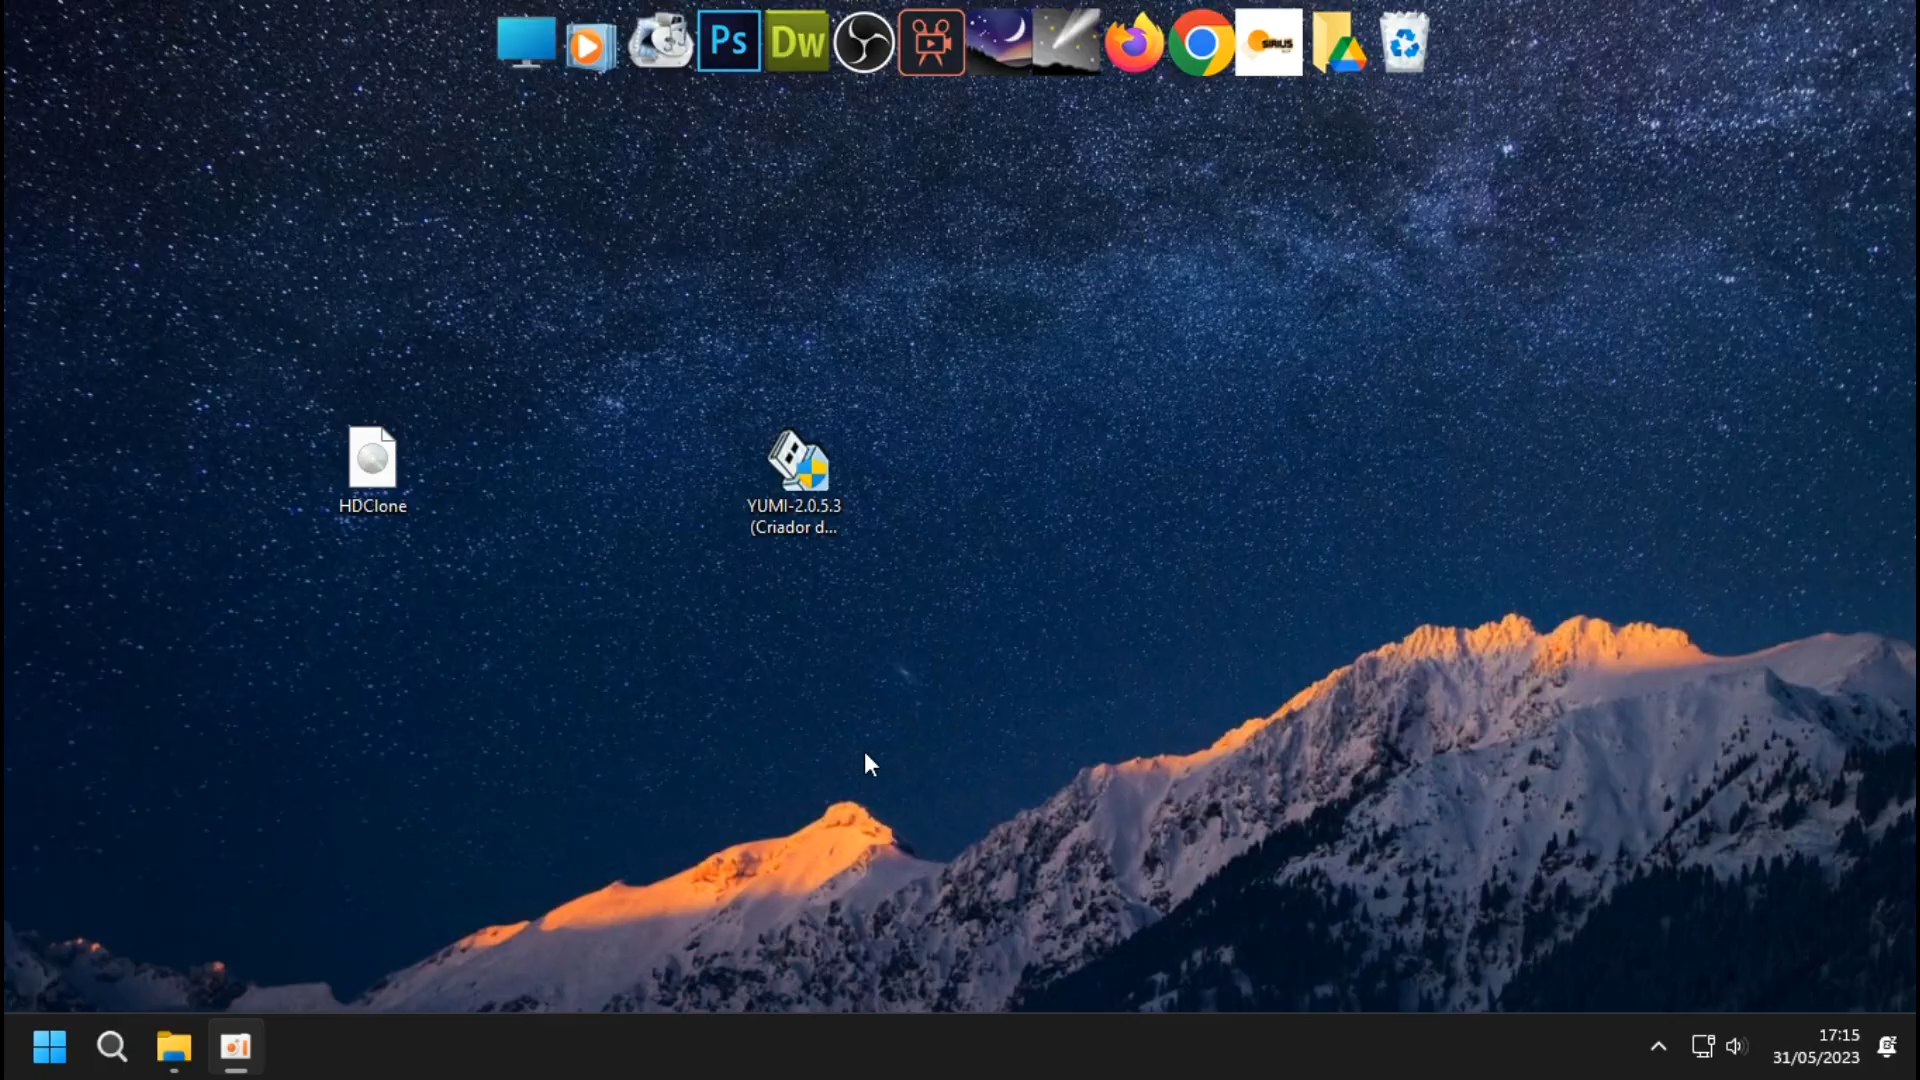 Ps
Dw
SIRIUS
HDClone
YUMI-2.0.5.3
(Criador d...
17:15
31/05/2023